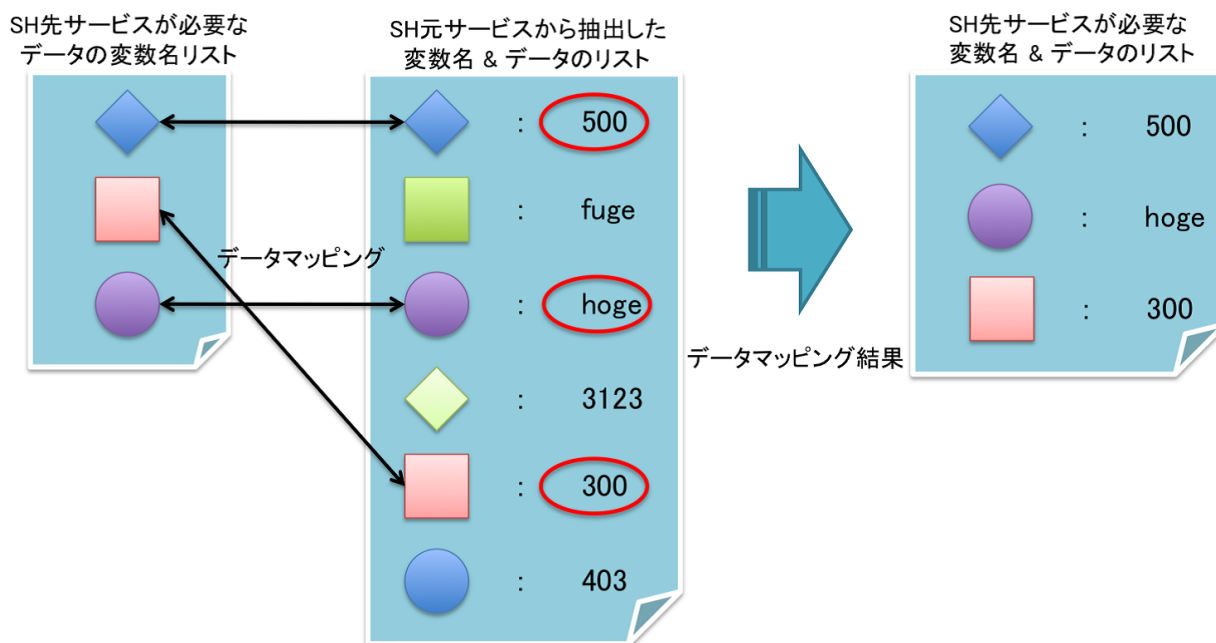 SH先サービスが必要な
データの変数名リスト
SH元サービスから抽出した
変数名 & データのリスト
: 500
: fuge
: hoge
: 3123
: 300
: 403
データマッピング
データマッピング結果
SH先サービスが必要な
変数名 & データのリスト
: 500
: hoge
: 300